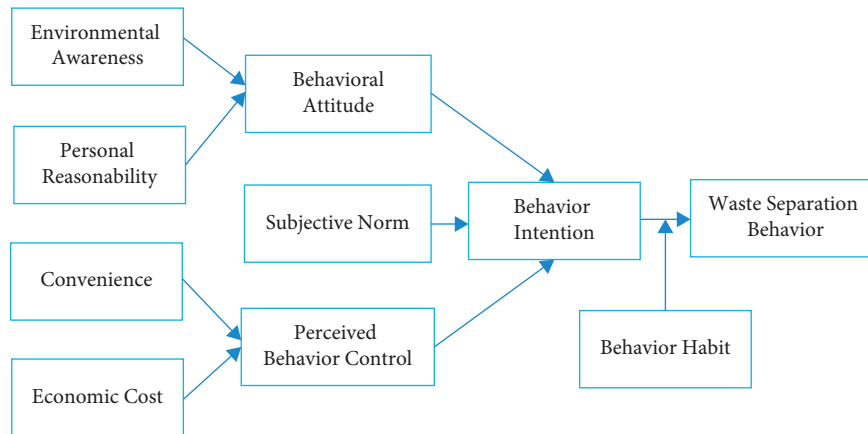 Environmental
Awareness
Behavioral
Attitude
Personal
Reasonability
Subjective Norm
Behavior
Intention
Waste Separation
Behavior
Convenience
Perceived
Behavior Control
Behavior Habit
Economic Cost